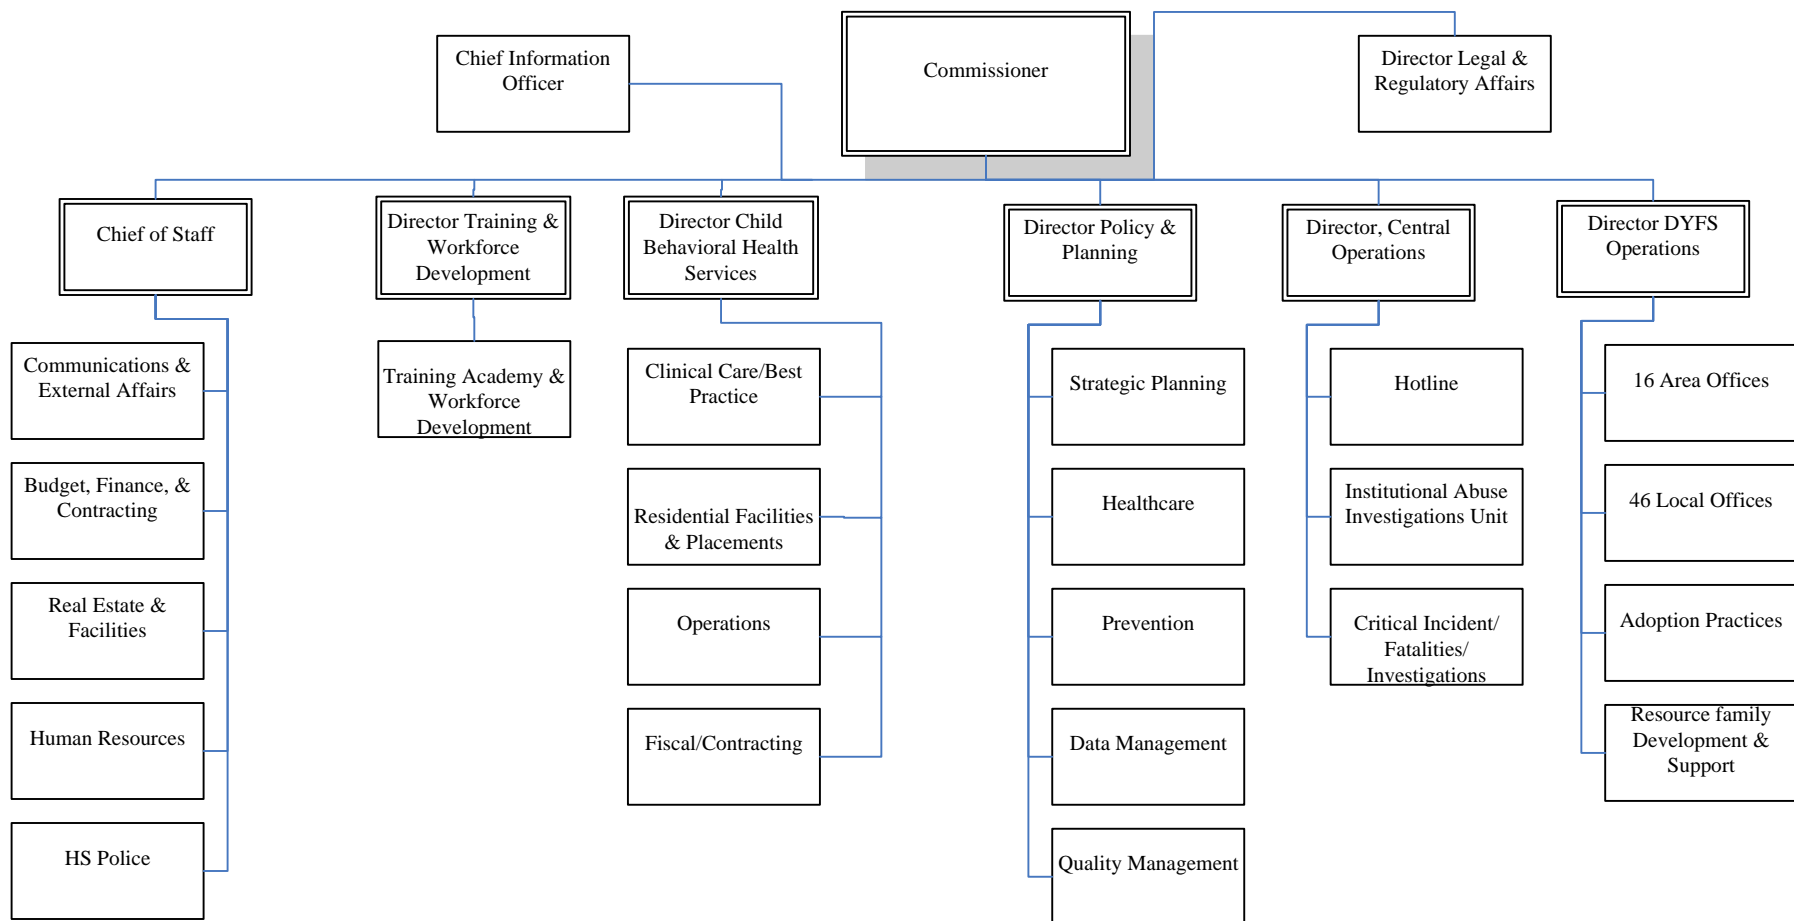 Chief Information
Officer
Commissioner
Director Legal &
Regulatory Affairs
Chief of Staff
Director Training &
Workforce
Development
Director Child
Behavioral Health
Services
Director Policy &
Planning
Director, Central
Operations
Director DYFS
Operations
Communications &
External Affairs
Budget, Finance, &
Contracting
Real Estate &
Facilities
Human Resources
HS Police
Training Academy &
Workforce
Development
Clinical Care/Best
Practice
Residential Facilities
& Placements
Operations
Fiscal/Contracting
Strategic Planning
Healthcare
Prevention
Data Management
Quality Management
Hotline
Institutional Abuse
Investigations Unit
Critical Incident/
Fatalities/
Investigations
16 Area Offices
46 Local Offices
Adoption Practices
Resource family
Development &
Support